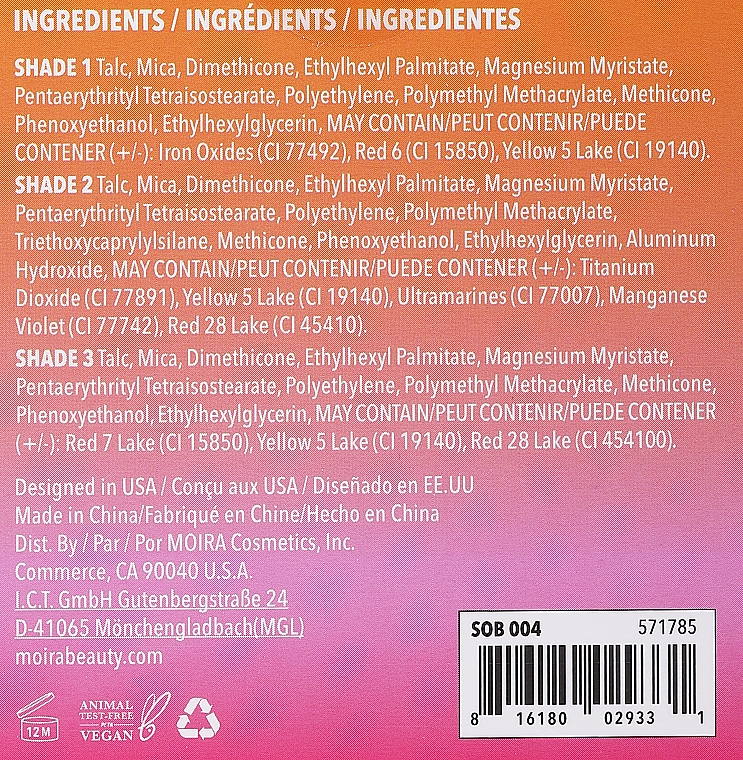 INGREDIENTS / INGRÉDIENTS / INGREDIENTES
SHADE 1 Talc, Mica, Dimethicone, Ethylhexyl Palmitate, Magnesium Myristate,
Pentaerythrityl Tetraisostearate, Polyethylene, Polymethyl Methacrylate, Methicone,
Phenoxyethanol, Ethylhexylglycerin, MAY CONTAIN/PEUT CONTENIR/PUEDE
CONTENER (+/-): Iron Oxides (CI 77492), Red 6 (CI 15850), Yellow 5 Lake (CI 19140).
SHADE 2 Talc, Mica, Dimethicone, Ethylhexyl Palmitate, Magnesium Myristate,
Pentaerythrityl Tetraisostearate, Polyethylene, Polymethyl Methacrylate,
Triethoxycaprylylsilane, Methicone, Phenoxyethanol, Ethylhexylglycerin, Aluminum
Hydroxide, MAY CONTAIN/PEUT CONTENIR/PUEDE CONTENER (+/-): Titanium
Dioxide (CI 77891), Yellow 5 Lake (CI 19140), Ultramarines (CI 77007), Manganese
Violet (CI 77742), Red 28 Lake (CI 45410).
SHADE 3 Talc, Mica, Dimethicone, Ethylhexyl Palmitate, Magnesium Myristate,
Pentaerythrityl Tetraisostearate, Polyethylene, Polymethyl Methacrylate, Methicone,
Phenoxyethanol, Ethylhexylglycerin, MAY CONTAIN/PEUT CONTENIR/PUEDE CONTENER
(+/-): Red 7 Lake (CI 15850), Yellow 5 Lake (CI 19140), Red 28 Lake (CI 454100).
Designed in USA / Conçu aux USA / Diseñado en EE.UU
Made in China/Fabriqué en Chine/Hecho en China
Dist. By / Par / Por MOIRA Cosmetics, Inc.
Commerce, CA 90040 U.S.A.
I.C.T. GmbH Gutenbergstraße 24
D-41065 Mönchengladbach(MGL)
moirabeauty.com
SOB 004 571785
8 16180 02933 1
12M
ANIMAL
TEST-FREE
PETA
VEGAN